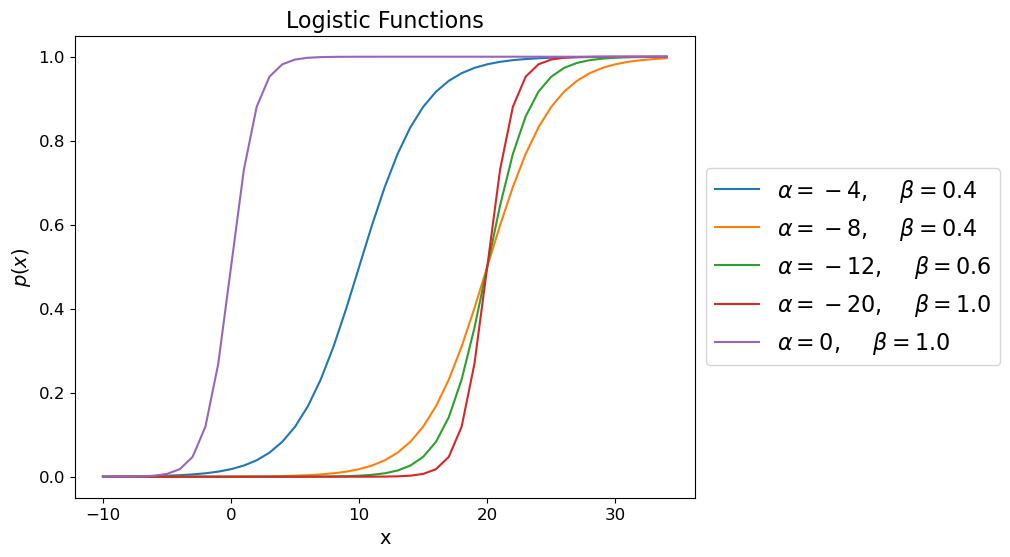 Logistic Functions
1.0
0.8
0.6
0.4
0.2
0.0
p(x)
−10 0 10 20 30
x
α = − 4, β = 0.4
α = − 8, β = 0.4
α = − 12, β = 0.6
α = − 20, β = 1.0
α = 0, β = 1.0